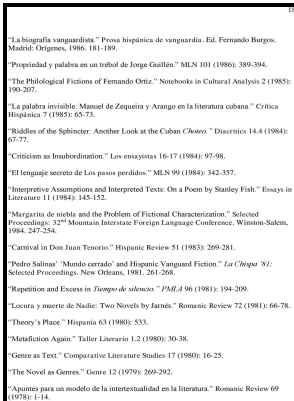 18
"La biografía vanguardista." Prosa hispánica de vanguardia. Ed. Fernando Burgos.
Madrid: Orígenes, 1986. 181-189.
"Propriedad y palabra en un trébol de Jorge Guillén." MLN 101 (1986): 389-394.
"The Philological Fictions of Fernando Ortiz." Notebooks in Cultural Analysis 2 (1985):
190-207.
"La palabra invisible: Manuel de Zequeira y Arango en la literatura cubana." Crítica
Hispánica 7 (1985): 65-73.
"Riddles of the Sphincter: Another Look at the Cuban Choteo." Diacritics 14.4 (1984):
67-77.
"Criticism as Insubordination." Los ensayistas 16-17 (1984): 97-98.
"El lenguaje secreto de Los pasos perdidos." MLN 99 (1984): 342-357.
"Interpretive Assumptions and Interpreted Texts: On a Poem by Stanley Fish." Essays in
Literature 11 (1984): 145-152.
"Margarita de niebla and the Problem of Fictional Characterization." Selected
Proceedings: 32nd Mountain Interstate Foreign Language Conference. Winston-Salem,
1984. 247-254.
"Carnival in Don Juan Tenorio." Hispanic Review 51 (1983): 269-281.
"Pedro Salinas' 'Mundo cerrado' and Hispanic Vanguard Fiction." La Chispa '81:
Selected Proceedings. New Orleans, 1981. 261-268.
"Repetition and Excess in Tiempo de silencio." PMLA 96 (1981): 194-209.
"Locura y muerte de Nadie: Two Novels by Jarnés." Romanic Review 72 (1981): 66-78.
"Theory's Place." Hispania 63 (1980): 533.
"Metafiction Again." Taller Literario 1.2 (1980): 30-38.
"Genre as Text." Comparative Literature Studies 17 (1980): 16-25.
"The Novel as Genres." Genre 12 (1979): 269-292.
"Apuntes para un modelo de la intertextualidad en la literatura." Romanic Review 69
(1978): 1-14.